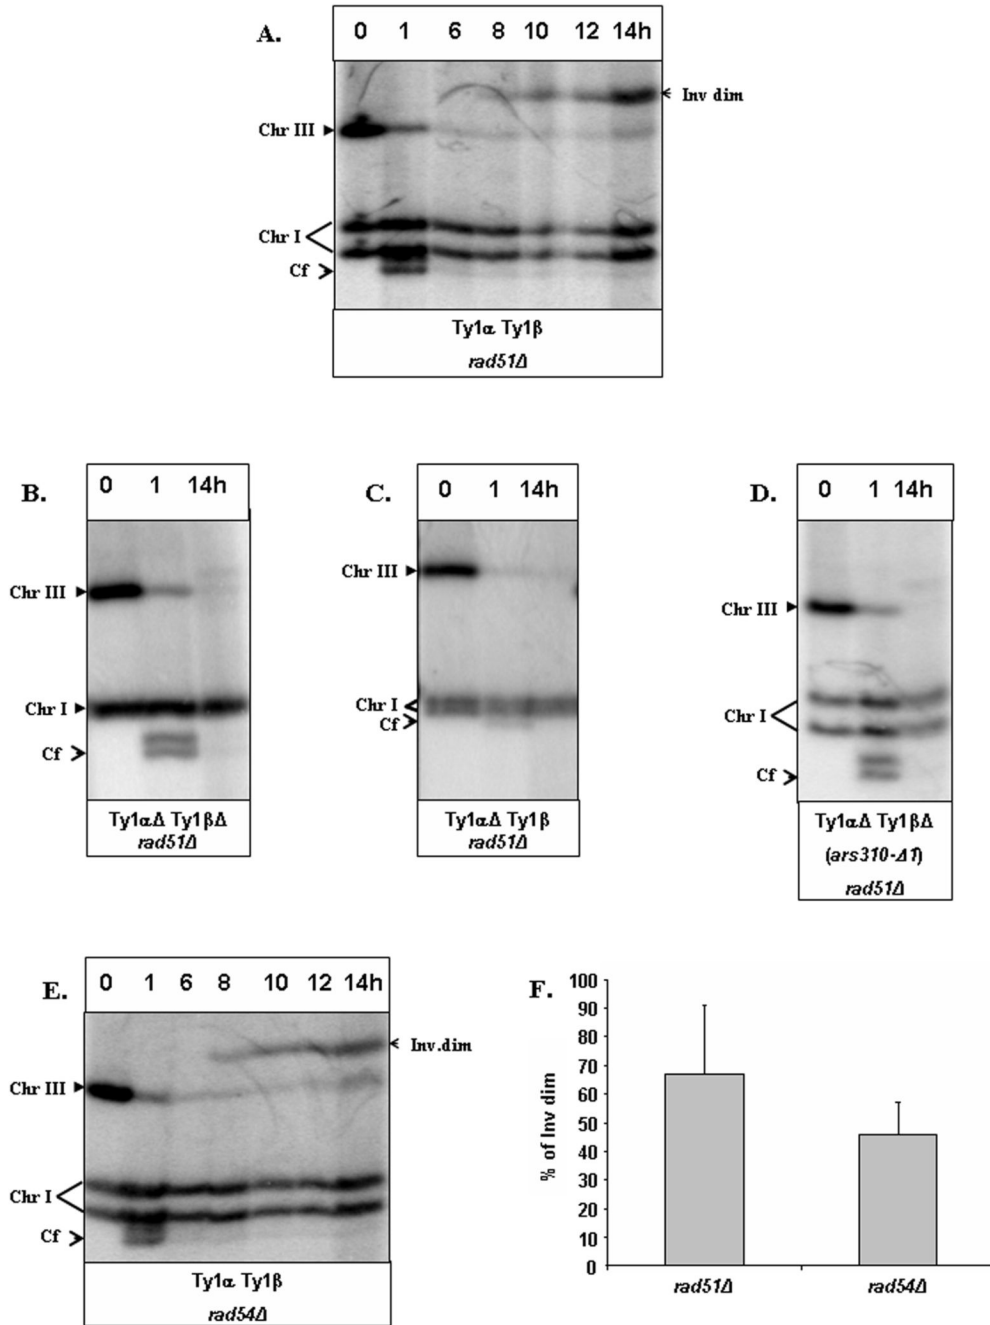 A.
0 1 6 8 10 12 14h
Inv dim
Chr III
Chr I
Cf
Ty1α Ty1β
rad51Δ
B.
0 1 14h
Chr III
Chr I
Cf
Ty1αΔ Ty1βΔ
rad51Δ
C.
0 1 14h
Chr III
Chr I
Cf
Ty1αΔ Ty1β
rad51Δ
D.
0 1 14h
Chr III
Chr I
Cf
Ty1αΔ Ty1βΔ
(ars310-Δ1)
rad51Δ
E.
0 1 6 8 10 12 14h
Inv.dim
Chr III
Chr I
Cf
Ty1α Ty1β
rad54Δ
F.
% of Inv dim
100
90
80
70
60
50
40
30
20
10
0
rad51Δ rad54Δ